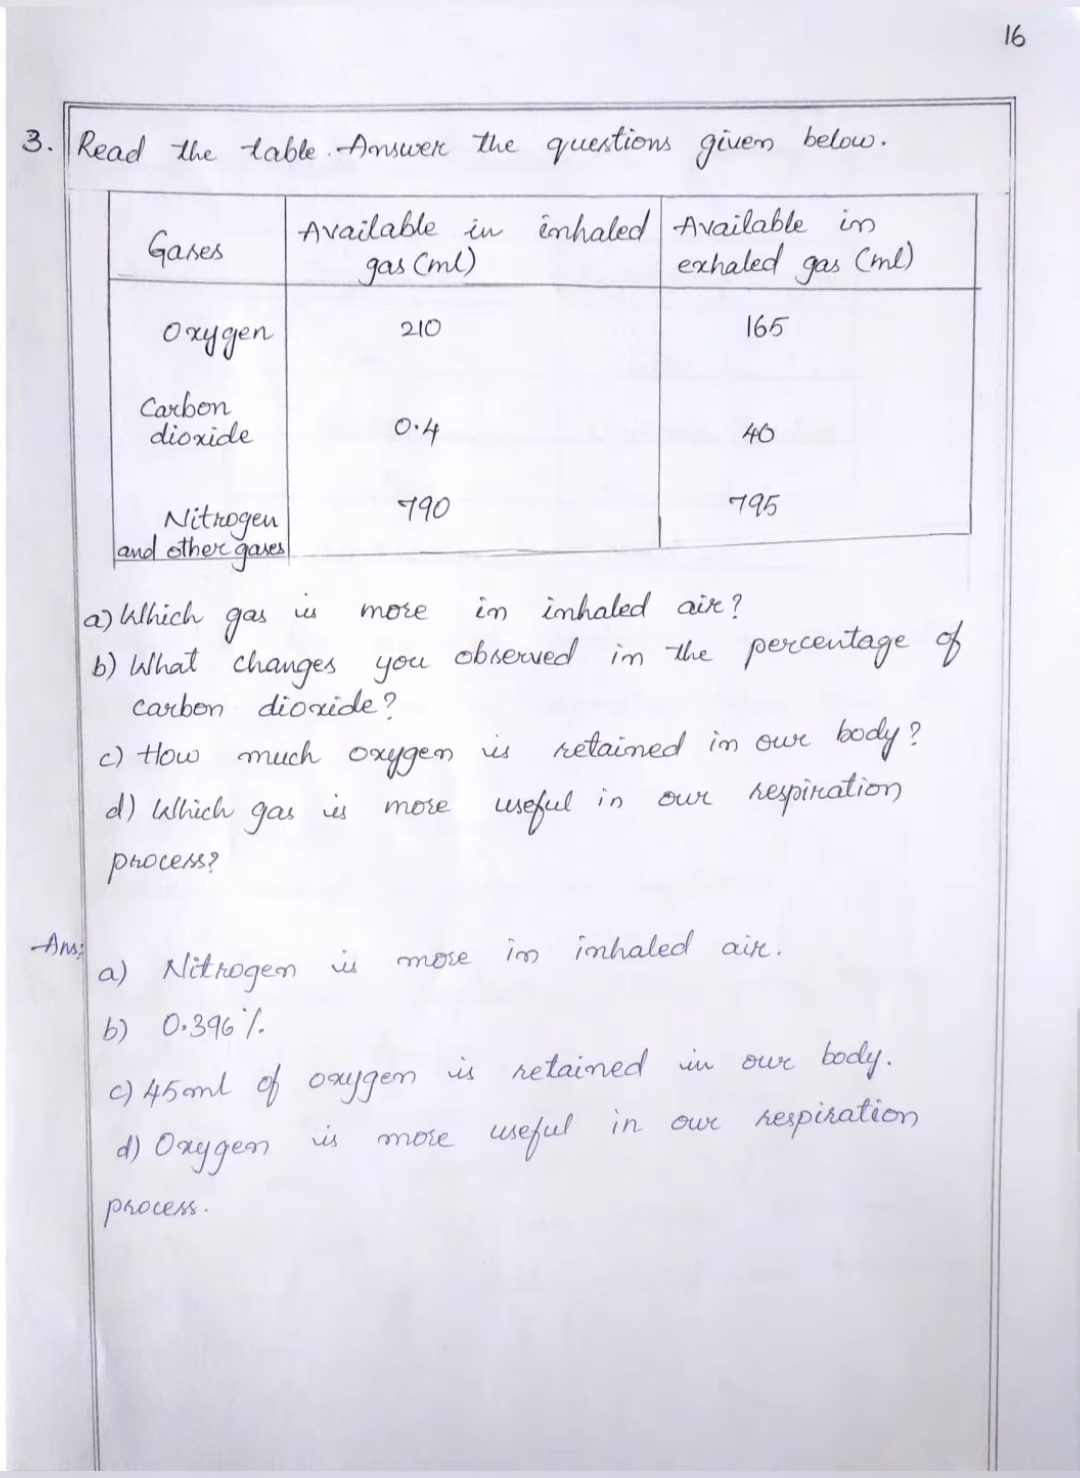 16
3. Read the table. Answer the questions given below.
Gases
Available in inhaled gas (ml)
Available in exhaled gas (ml)
Oxygen 210 165
Carbon dioxide 0.4 40
Nitrogen and other gases 790 795
a) Which gas is more in inhaled air?
b) What changes you observed in the percentage of
carbon dioxide?
c) How much oxygen is retained in our body?
d) Which gas is more useful in our respiration
process?
Ans:
a) Nitrogen is more in inhaled air.
b) 0.396%.
c) 45ml of oxygen is retained in our body.
d) Oxygen is more useful in our respiration
process.